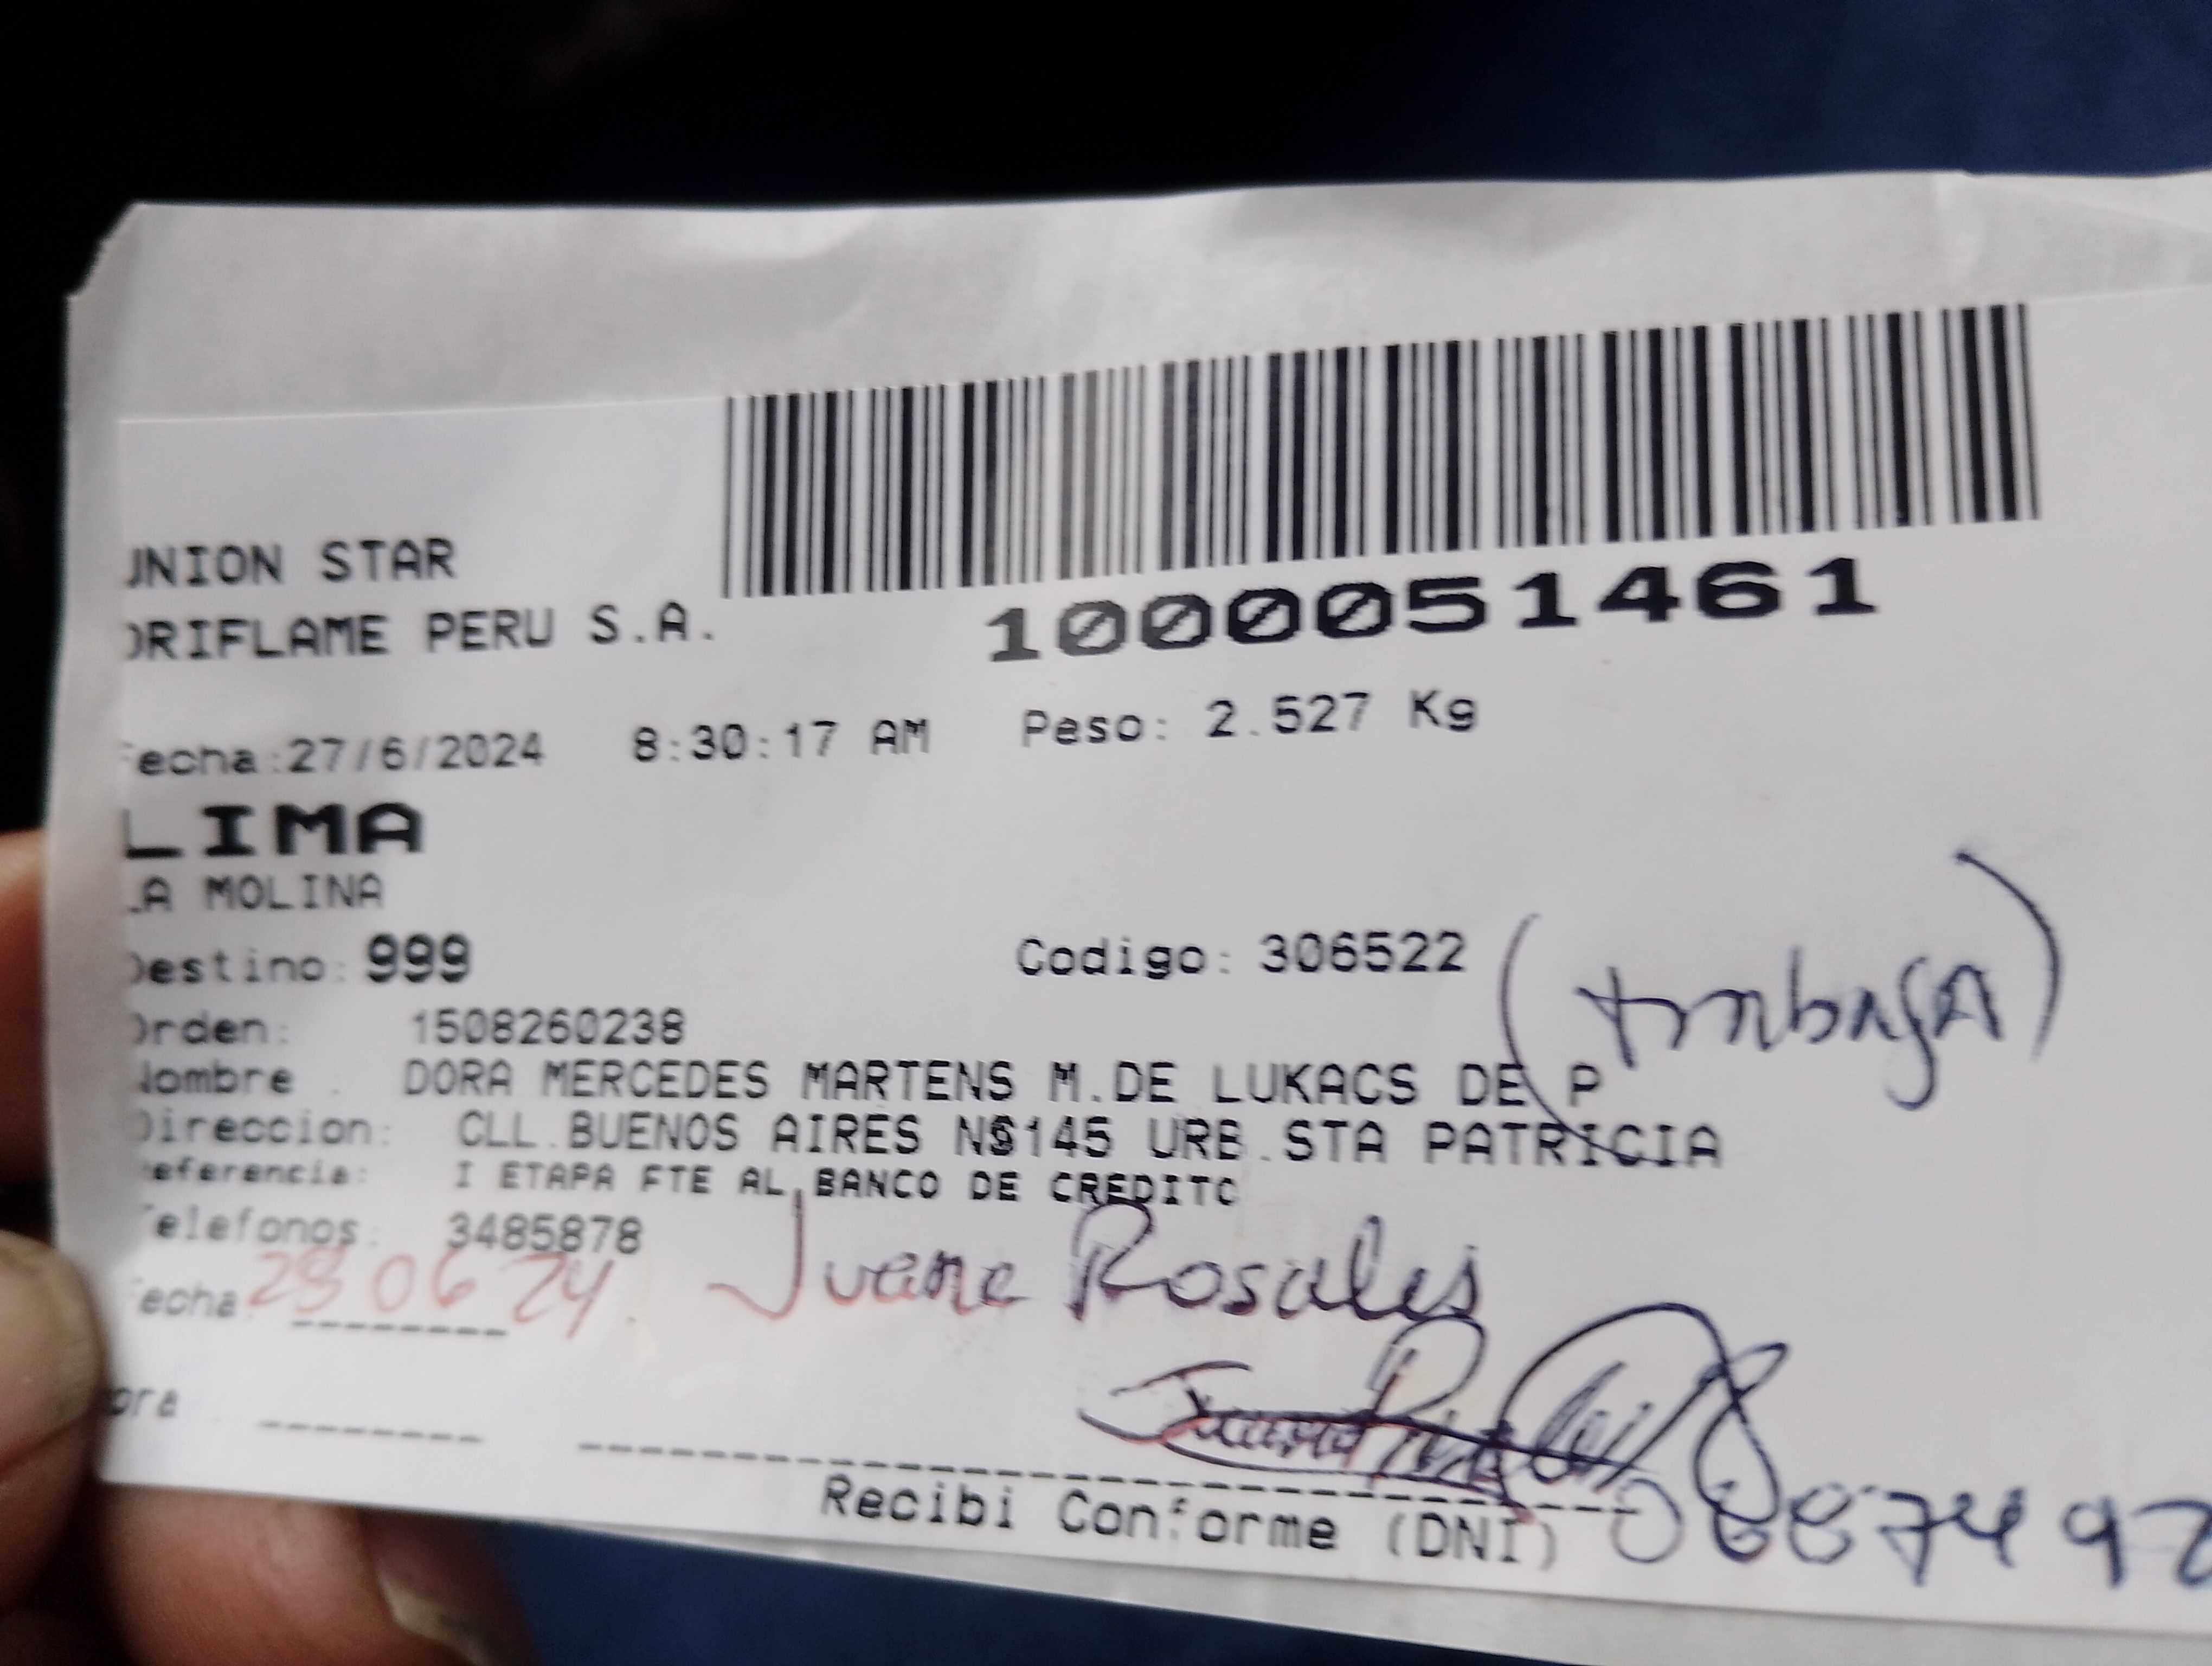 UNION STAR
ORIFLAME PERU S.A.
1000051461
Fecha:27/6/2024 8:30:17 AM Peso: 2.527 Kg
LIMA
LA MOLINA
Destino: 999 Codigo: 306522
Orden: 1508260238
Nombre : DORA MERCEDES MARTENS M.DE LUKACS DE P
Direccion: CLL.BUENOS AIRES N§145 URB.STA PATRICIA
Referencia: I ETAPA FTE AL BANCO DE CREDITO
Telefonos: 3485878
Fecha: 28 06 24 Juana Rosales
ora
Recibi Conforme (DNI) 0887492